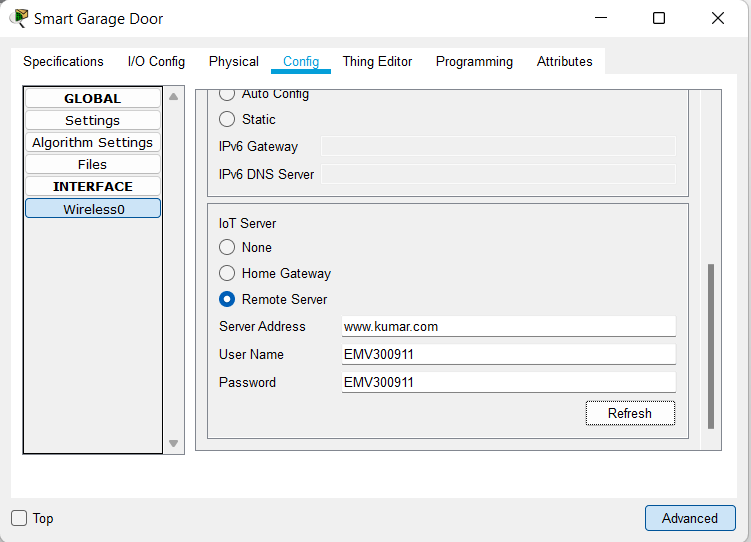 Smart Garage Door
Specifications I/O Config Physical Config Thing Editor Programming Attributes
GLOBAL
Settings
Algorithm Settings
Files
INTERFACE
Wireless0
Auto Config
Static
IPv6 Gateway
IPv6 DNS Server
IoT Server
None
Home Gateway
Remote Server
Server Address www.kumar.com
User Name EMV300911
Password EMV300911
Refresh
Top
Advanced